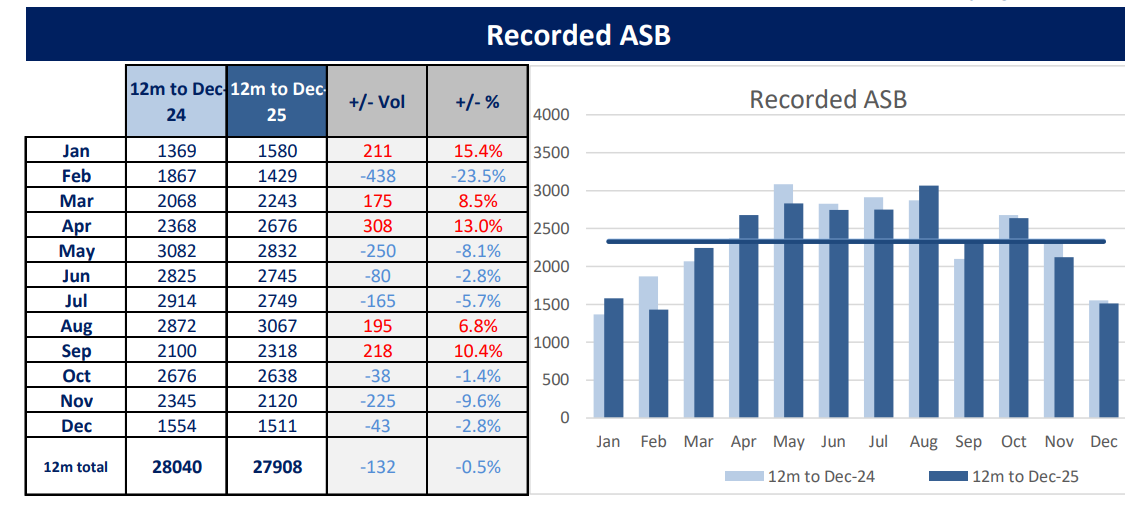 Recorded ASB
12m to Dec-24 12m to Dec-25 +/- Vol +/- %
Jan 1369 1580 211 15.4%
Feb 1867 1429 -438 -23.5%
Mar 2068 2243 175 8.5%
Apr 2368 2676 308 13.0%
May 3082 2832 -250 -8.1%
Jun 2825 2745 -80 -2.8%
Jul 2914 2749 -165 -5.7%
Aug 2872 3067 195 6.8%
Sep 2100 2318 218 10.4%
Oct 2676 2638 -38 -1.4%
Nov 2345 2120 -225 -9.6%
Dec 1554 1511 -43 -2.8%
12m total 28040 27908 -132 -0.5%
Recorded ASB
4000
3500
3000
2500
2000
1500
1000
500
0
Jan Feb Mar Apr May Jun Jul Aug Sep Oct Nov Dec
12m to Dec-24 12m to Dec-25